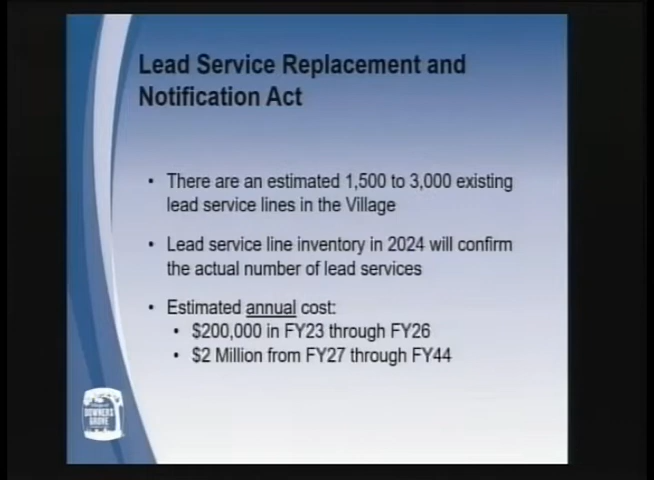 Lead Service Replacement and
Notification Act
• There are an estimated 1,500 to 3,000 existing
lead service lines in the Village
• Lead service line inventory in 2024 will confirm
the actual number of lead services
• Estimated annual cost:
• $200,000 in FY23 through FY26
• $2 Million from FY27 through FY44
DOWNERS
GROVE